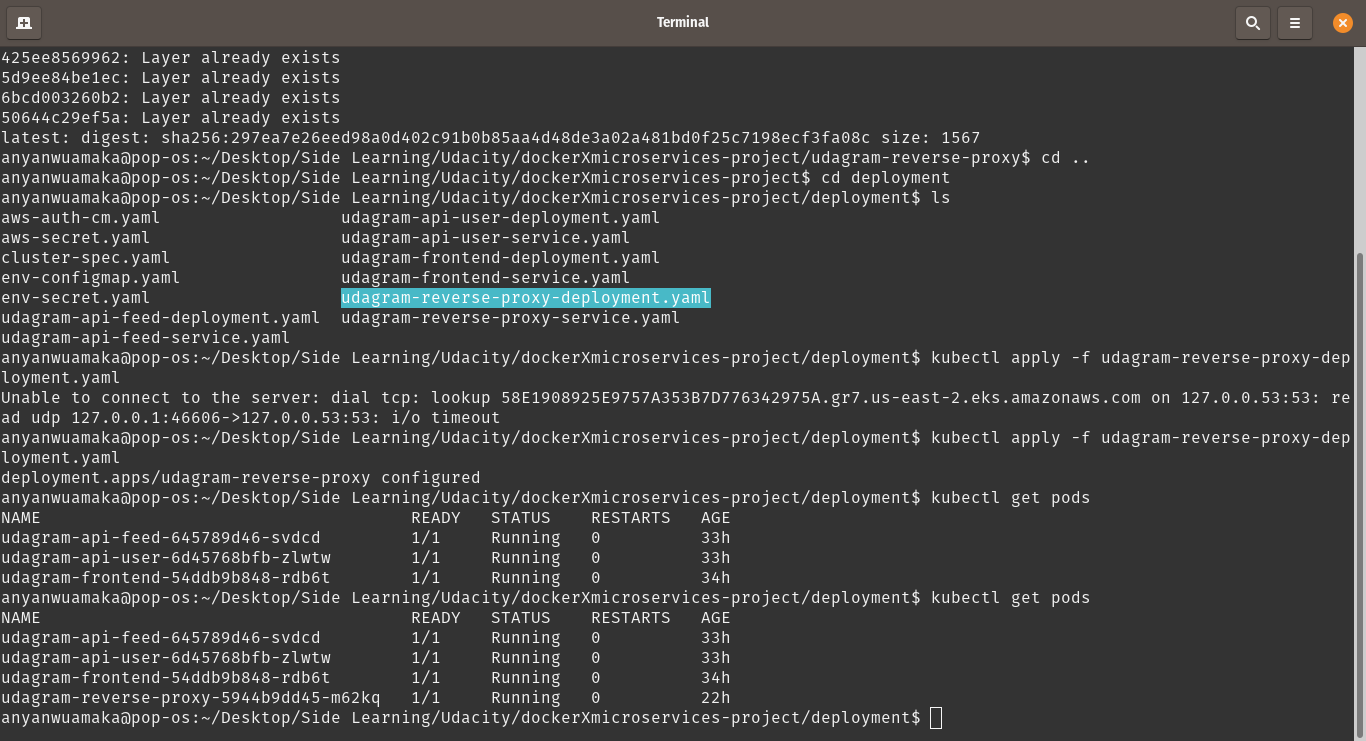 Terminal
425ee8569962: Layer already exists
5d9ee84be1ec: Layer already exists
6bcd003260b2: Layer already exists
50644c29ef5a: Layer already exists
latest: digest: sha256:297ea7e26eed98a0d402c91b0b85aa4d48de3a02a481bd0f25c7198ecf3fa08c size: 1567
anyanwuamaka@pop-os:~/Desktop/Side Learning/Udacity/dockerXmicroservices-project/udagram-reverse-proxy$ cd ..
anyanwuamaka@pop-os:~/Desktop/Side Learning/Udacity/dockerXmicroservices-project$ cd deployment
anyanwuamaka@pop-os:~/Desktop/Side Learning/Udacity/dockerXmicroservices-project/deployment$ ls
aws-auth-cm.yaml                  udagram-api-user-deployment.yaml
aws-secret.yaml                   udagram-api-user-service.yaml
cluster-spec.yaml                 udagram-frontend-deployment.yaml
env-configmap.yaml                udagram-frontend-service.yaml
env-secret.yaml                   udagram-reverse-proxy-deployment.yaml
udagram-api-feed-deployment.yaml  udagram-reverse-proxy-service.yaml
udagram-api-feed-service.yaml
anyanwuamaka@pop-os:~/Desktop/Side Learning/Udacity/dockerXmicroservices-project/deployment$ kubectl apply -f udagram-reverse-proxy-dep
loyment.yaml
Unable to connect to the server: dial tcp: lookup 58E1908925E9757A353B7D776342975A.gr7.us-east-2.eks.amazonaws.com on 127.0.0.53:53: re
ad udp 127.0.0.1:46606->127.0.0.53:53: i/o timeout
anyanwuamaka@pop-os:~/Desktop/Side Learning/Udacity/dockerXmicroservices-project/deployment$ kubectl apply -f udagram-reverse-proxy-dep
loyment.yaml
deployment.apps/udagram-reverse-proxy configured
anyanwuamaka@pop-os:~/Desktop/Side Learning/Udacity/dockerXmicroservices-project/deployment$ kubectl get pods
NAME                                     READY   STATUS    RESTARTS   AGE
udagram-api-feed-645789d46-svdcd         1/1     Running   0          33h
udagram-api-user-6d45768bfb-zlwtw        1/1     Running   0          33h
udagram-frontend-54ddb9b848-rdb6t        1/1     Running   0          34h
anyanwuamaka@pop-os:~/Desktop/Side Learning/Udacity/dockerXmicroservices-project/deployment$ kubectl get pods
NAME                                     READY   STATUS    RESTARTS   AGE
udagram-api-feed-645789d46-svdcd         1/1     Running   0          33h
udagram-api-user-6d45768bfb-zlwtw        1/1     Running   0          33h
udagram-frontend-54ddb9b848-rdb6t        1/1     Running   0          34h
udagram-reverse-proxy-5944b9dd45-m62kq   1/1     Running   0          22h
anyanwuamaka@pop-os:~/Desktop/Side Learning/Udacity/dockerXmicroservices-project/deployment$